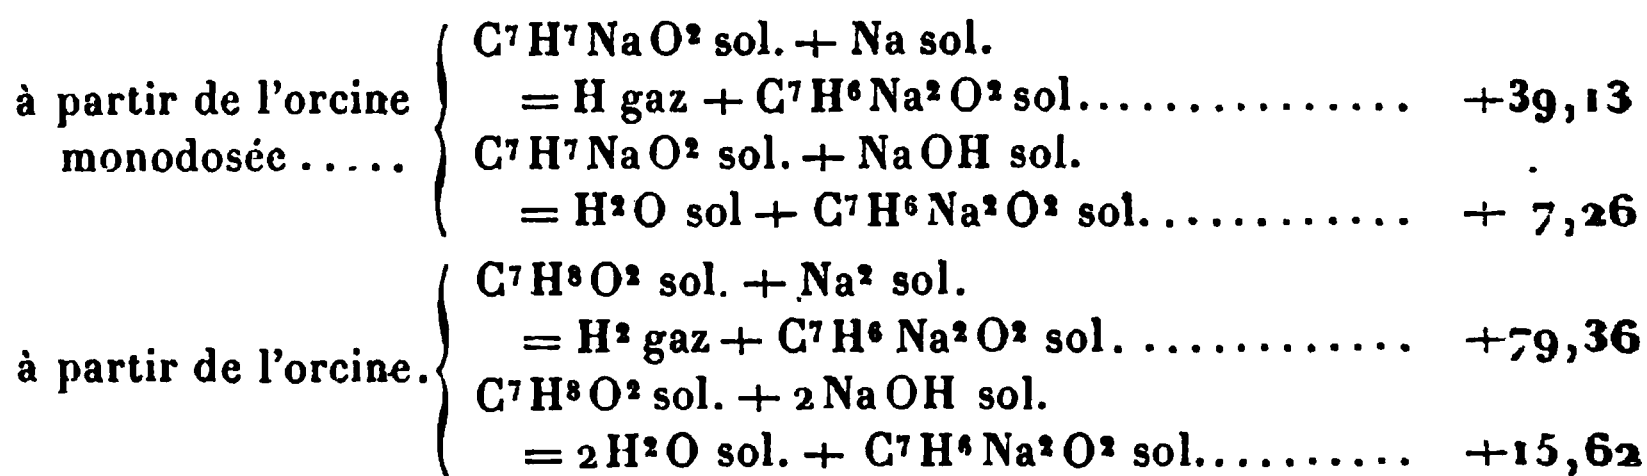 C⁷H⁷NaO² sol. + Na sol.
à partir de l'orcine = H gaz + C⁷H⁶Na²O² sol............... +39,13
monodosée ..... C⁷H⁷NaO² sol. + NaOH sol.
= H²O sol + C⁷H⁶Na²O² sol............ + 7,26
C⁷H⁸O² sol. + Na² sol.
= H² gaz + C⁷H⁶Na²O² sol. ............. +79,36
à partir de l'orcine. C⁷H⁸O² sol. + 2NaOH sol.
= 2H²O sol. + C⁷H⁶Na²O² sol.......... +15,62